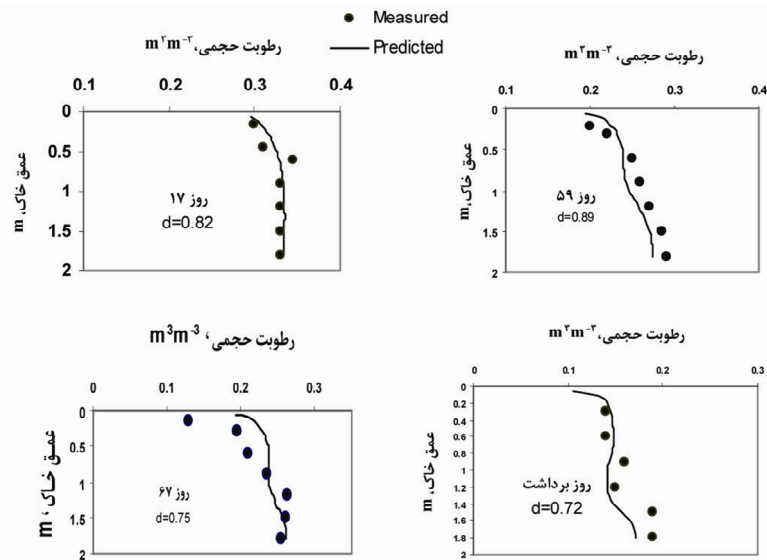 Measured
Predicted
رطوبت حجمی، m³m⁻³
0.1 0.2 0.3 0.4
0
0.5
1
1.5
2
عمق خاک، m
روز ۱۷
d=0.82
رطوبت حجمی، m³m⁻³
0.1 0.2 0.3 0.4
0
0.5
1
1.5
2
عمق خاک، m
روز ۵۹
d=0.89
رطوبت حجمی، m³m⁻³
0 0.1 0.2 0.3
0
0.5
1
1.5
2
عمق خاک، m
روز ۶۷
d=0.75
رطوبت حجمی، m³m⁻³
0 0.1 0.2 0.3
0
0.2
0.4
0.6
0.8
1
1.2
1.4
1.6
1.8
2
عمق خاک، m
روز برداشت
d=0.72